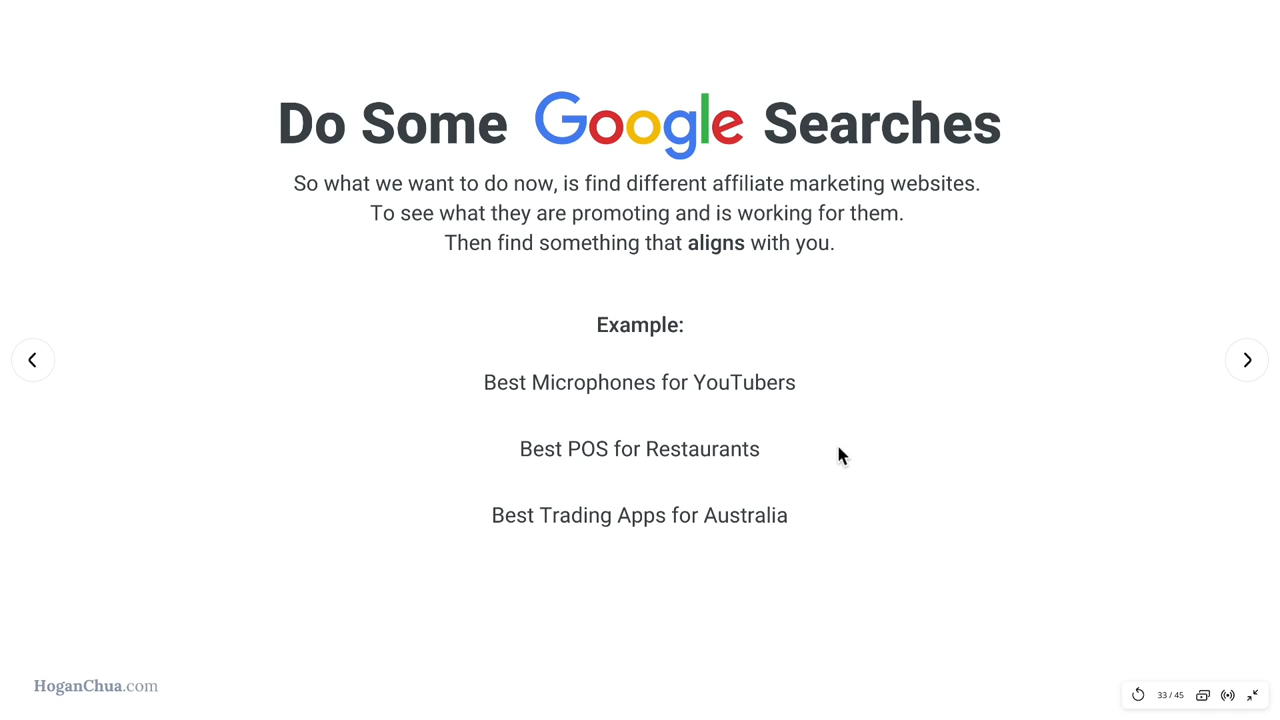 Do Some Google Searches
So what we want to do now, is find different affiliate marketing websites.
To see what they are promoting and is working for them.
Then find something that aligns with you.
Example:
Best Microphones for YouTubers
Best POS for Restaurants
Best Trading Apps for Australia
HoganChua.com
33 / 45